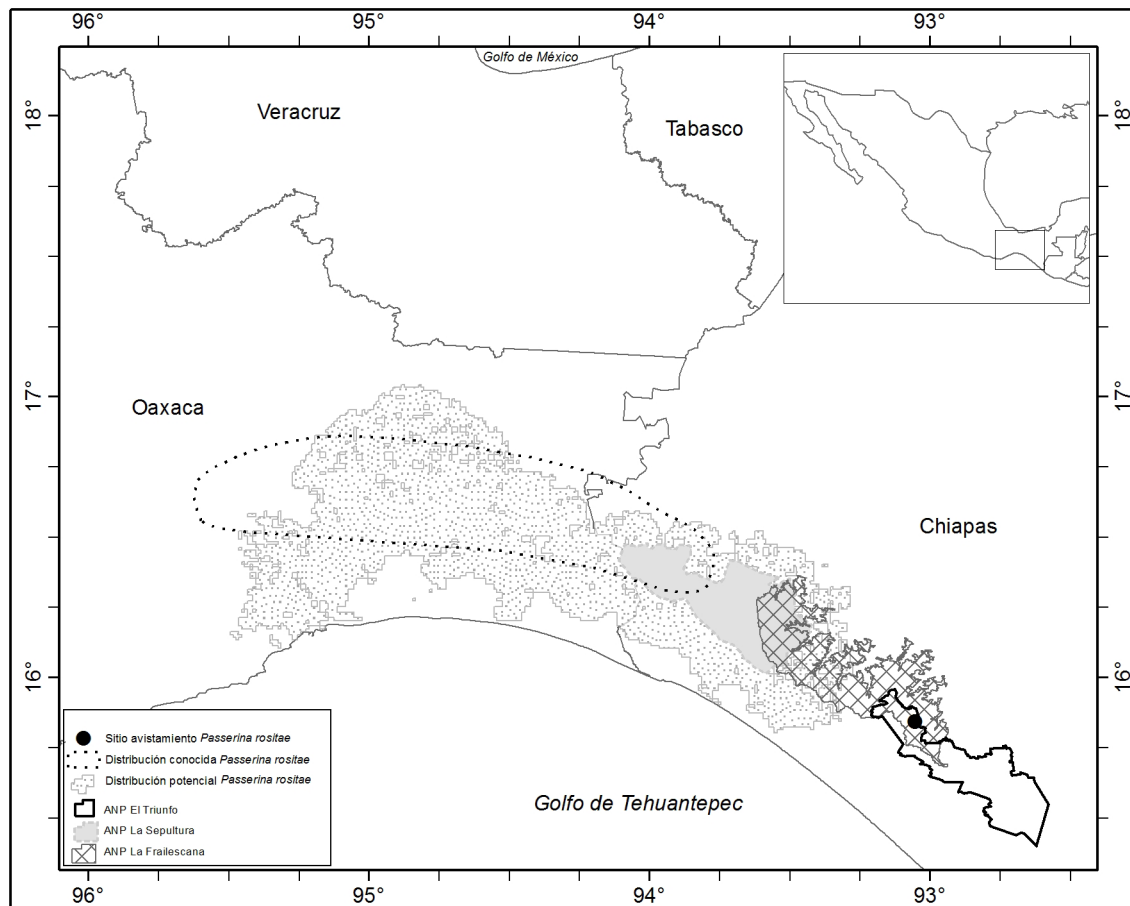 96°
95°
94°
93°
Golfo de México
Veracruz
Tabasco
18°
18°
17°
17°
Oaxaca
Chiapas
16°
16°
Golfo de Tehuantepec
Sitio avistamiento Passerina rositae
Distribución conocida Passerina rositae
Distribución potencial Passerina rositae
ANP El Triunfo
ANP La Sepultura
ANP La Frailescana
96°
95°
94°
93°